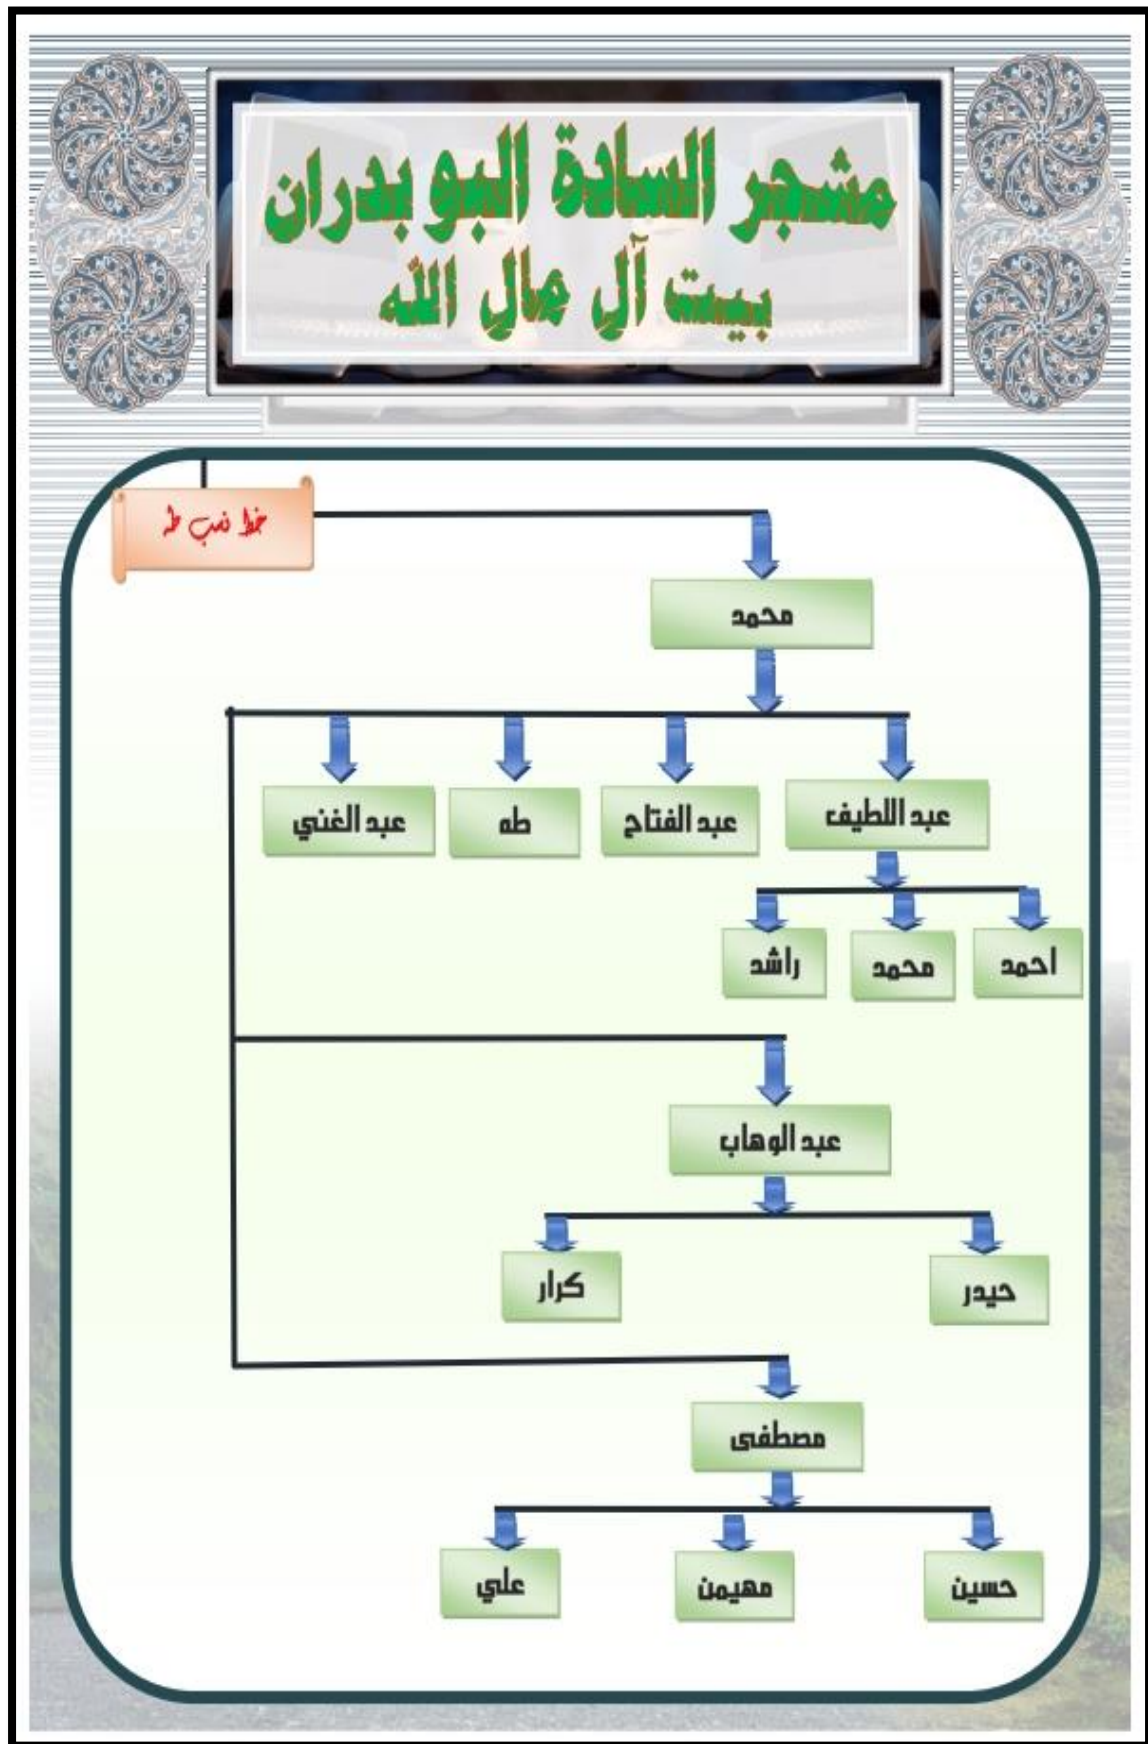 مشجر السادة البو بدران
بيت آل مال الله
خط نسب طه
محمد
عبد اللطيف
عبد الفتاح
طه
عبد الغني
احمد
محمد
راشد
عبد الوهاب
حيدر
كرار
مصطفى
حسين
مهيمن
علي